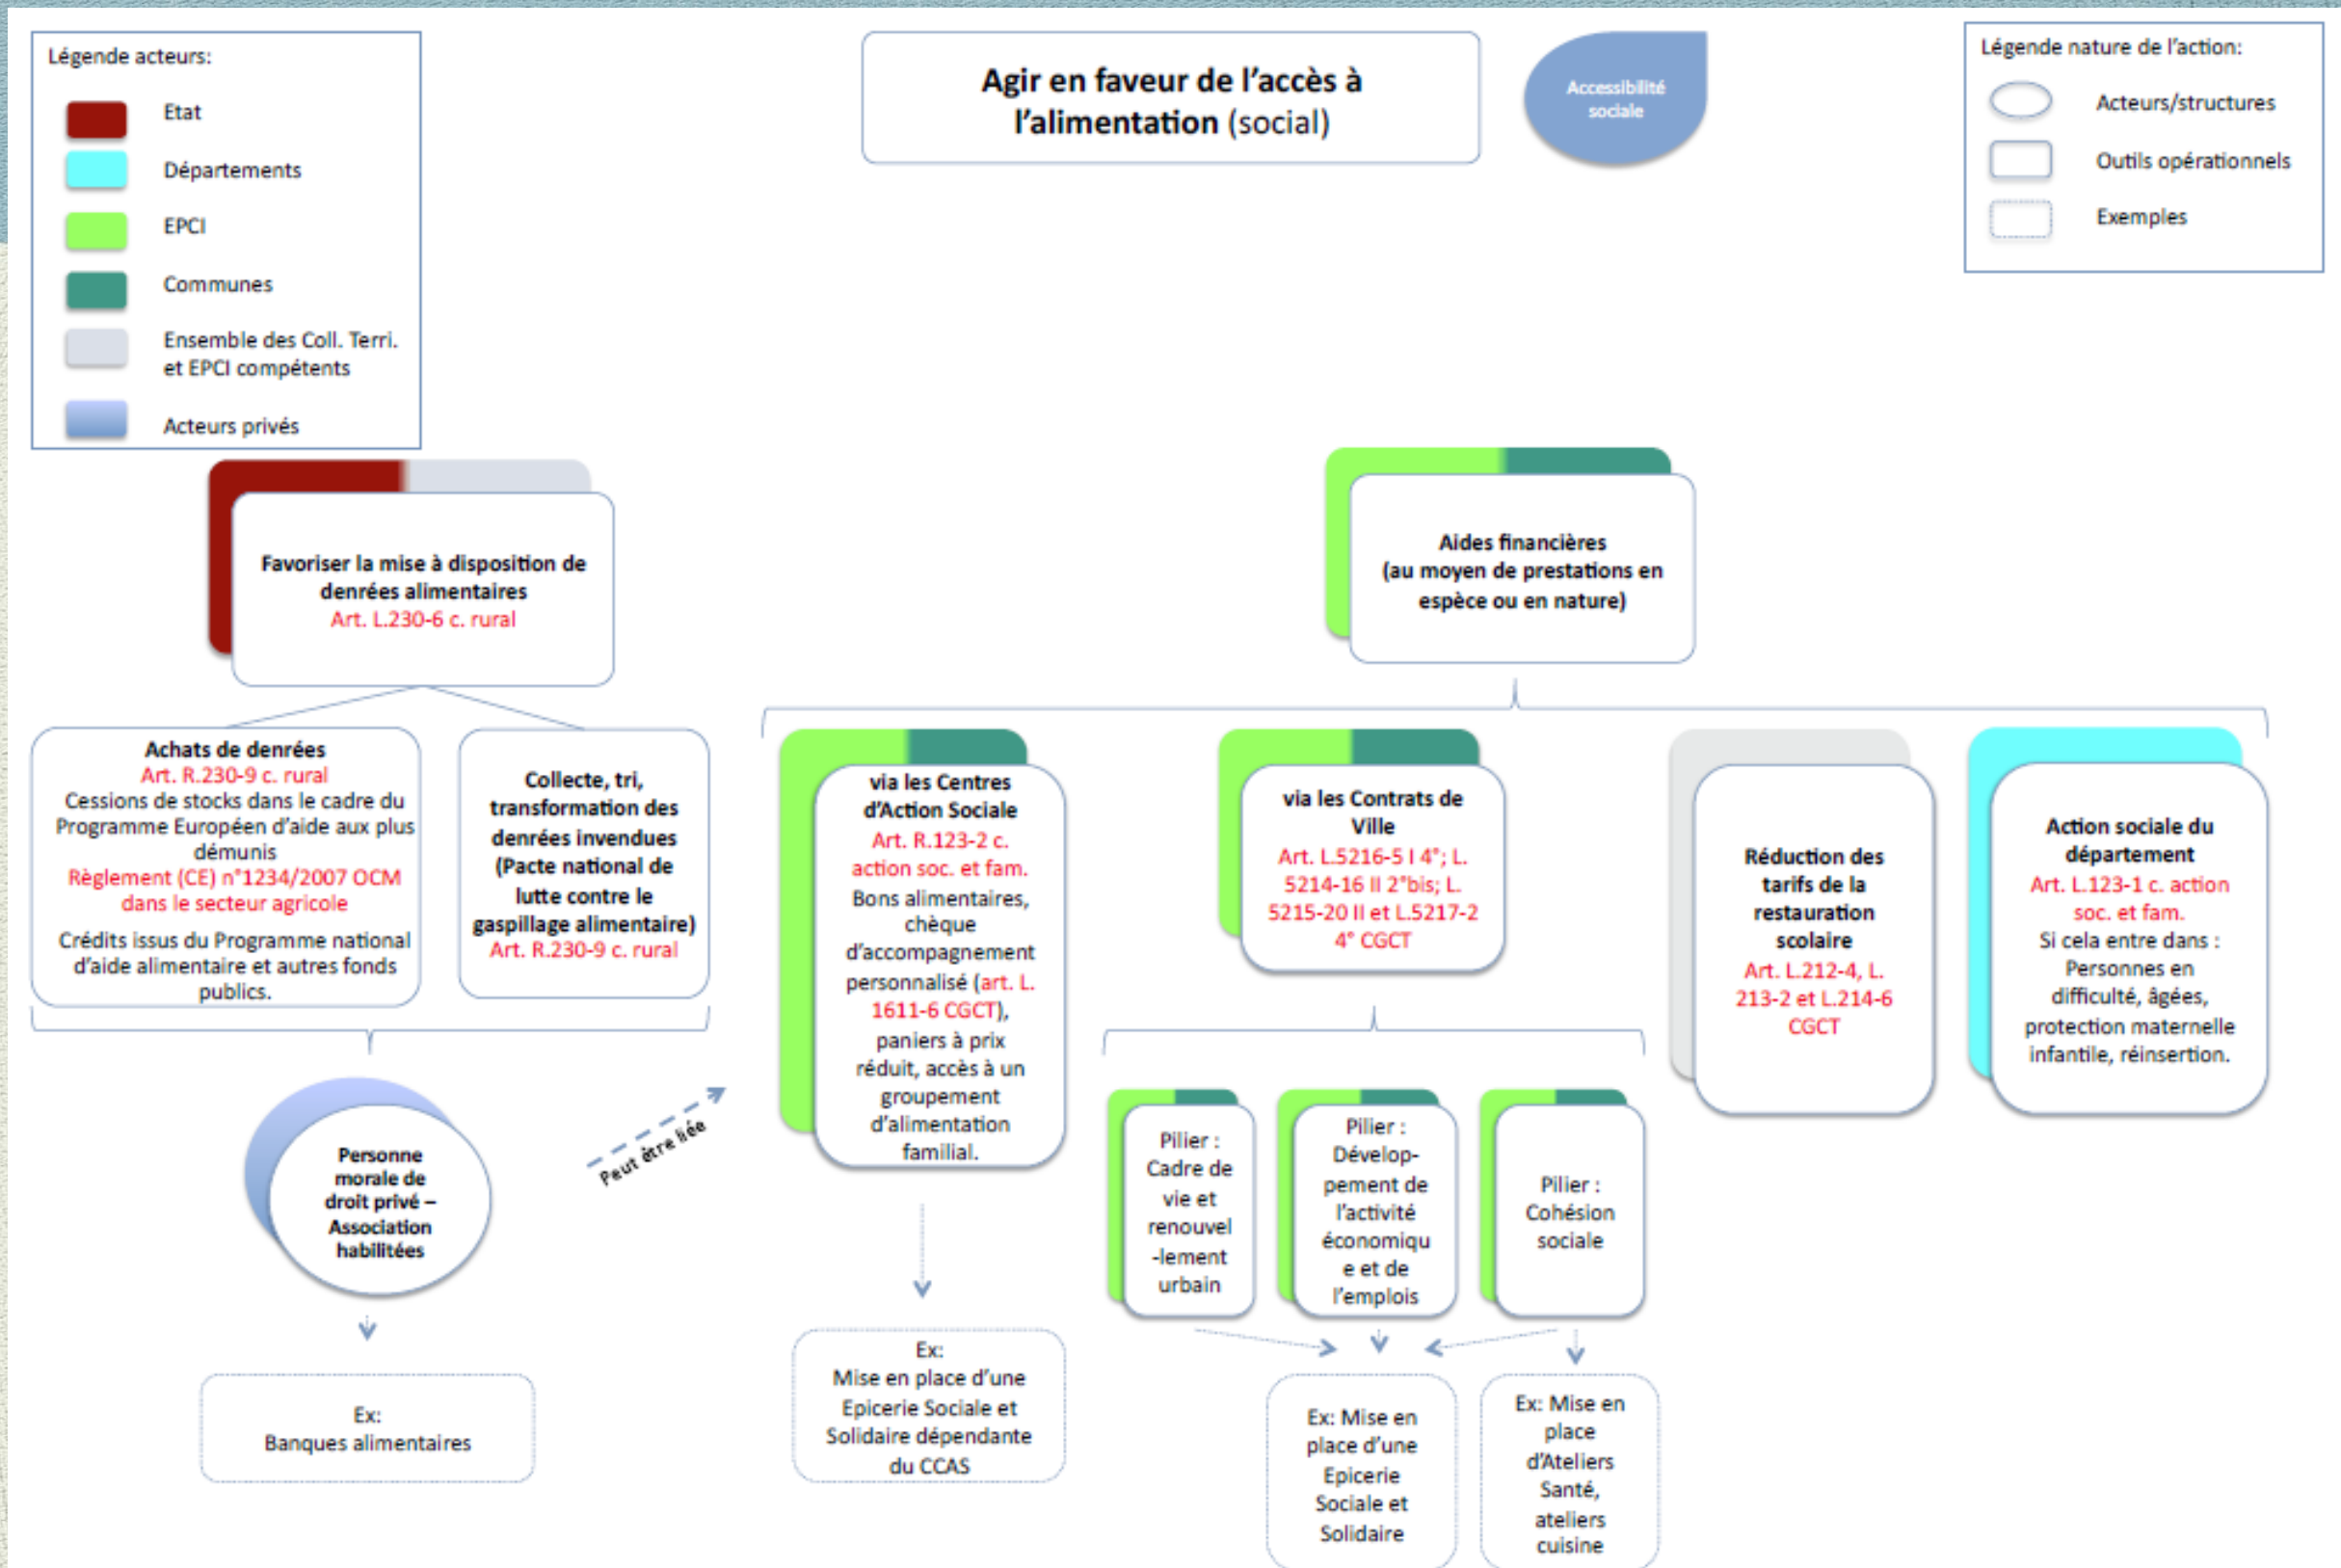 Légende acteurs:
Etat
Départements
EPCI
Communes
Ensemble des Coll. Terri.
et EPCI compétents
Acteurs privés
Agir en faveur de l'accès à
l'alimentation (social)
Accessibilité
sociale
Légende nature de l'action:
Acteurs/structures
Outils opérationnels
Exemples
Favoriser la mise à disposition de
denrées alimentaires
Art. L.230-6 c. rural
Aides financières
(au moyen de prestations en
espèce ou en nature)
Achats de denrées
Art. R.230-9 c. rural
Cessions de stocks dans le cadre du
Programme Européen d'aide aux plus
démunis
Règlement (CE) n°1234/2007 OCM
dans le secteur agricole
Crédits issus du Programme national
d'aide alimentaire et autres fonds
publics.
Collecte, tri,
transformation des
denrées invendues
(Pacte national de
lutte contre le
gaspillage alimentaire)
Art. R.230-9 c. rural
via les Centres
d'Action Sociale
Art. R.123-2 c.
action soc. et fam.
Bons alimentaires,
chèque
d'accompagnement
personnalisé (art. L.
1611-6 CGCT),
paniers à prix
réduit, accès à un
groupement
d'alimentation
familial.
via les Contrats de
Ville
Art. L.5216-5 I 4°; L.
5214-16 II 2°bis; L.
5215-20 II et L.5217-2
4° CGCT
Réduction des
tarifs de la
restauration
scolaire
Art. L.212-4, L.
213-2 et L.214-6
CGCT
Action sociale du
département
Art. L.123-1 c. action
soc. et fam.
Si cela entre dans :
Personnes en
difficulté, âgées,
protection maternelle
infantile, réinsertion.
Personne
morale de
droit privé –
Association
habilitées
Peut être liée
Pilier :
Cadre de
vie et
renouvel
-lement
urbain
Pilier :
Dévelop-
pement de
l'activité
économiqu
e et de
l'emplois
Pilier :
Cohésion
sociale
Ex:
Banques alimentaires
Ex:
Mise en place d'une
Epicerie Sociale et
Solidaire dépendante
du CCAS
Ex: Mise en
place d'une
Epicerie
Sociale et
Solidaire
Ex: Mise en
place
d'Ateliers
Santé,
ateliers
cuisine